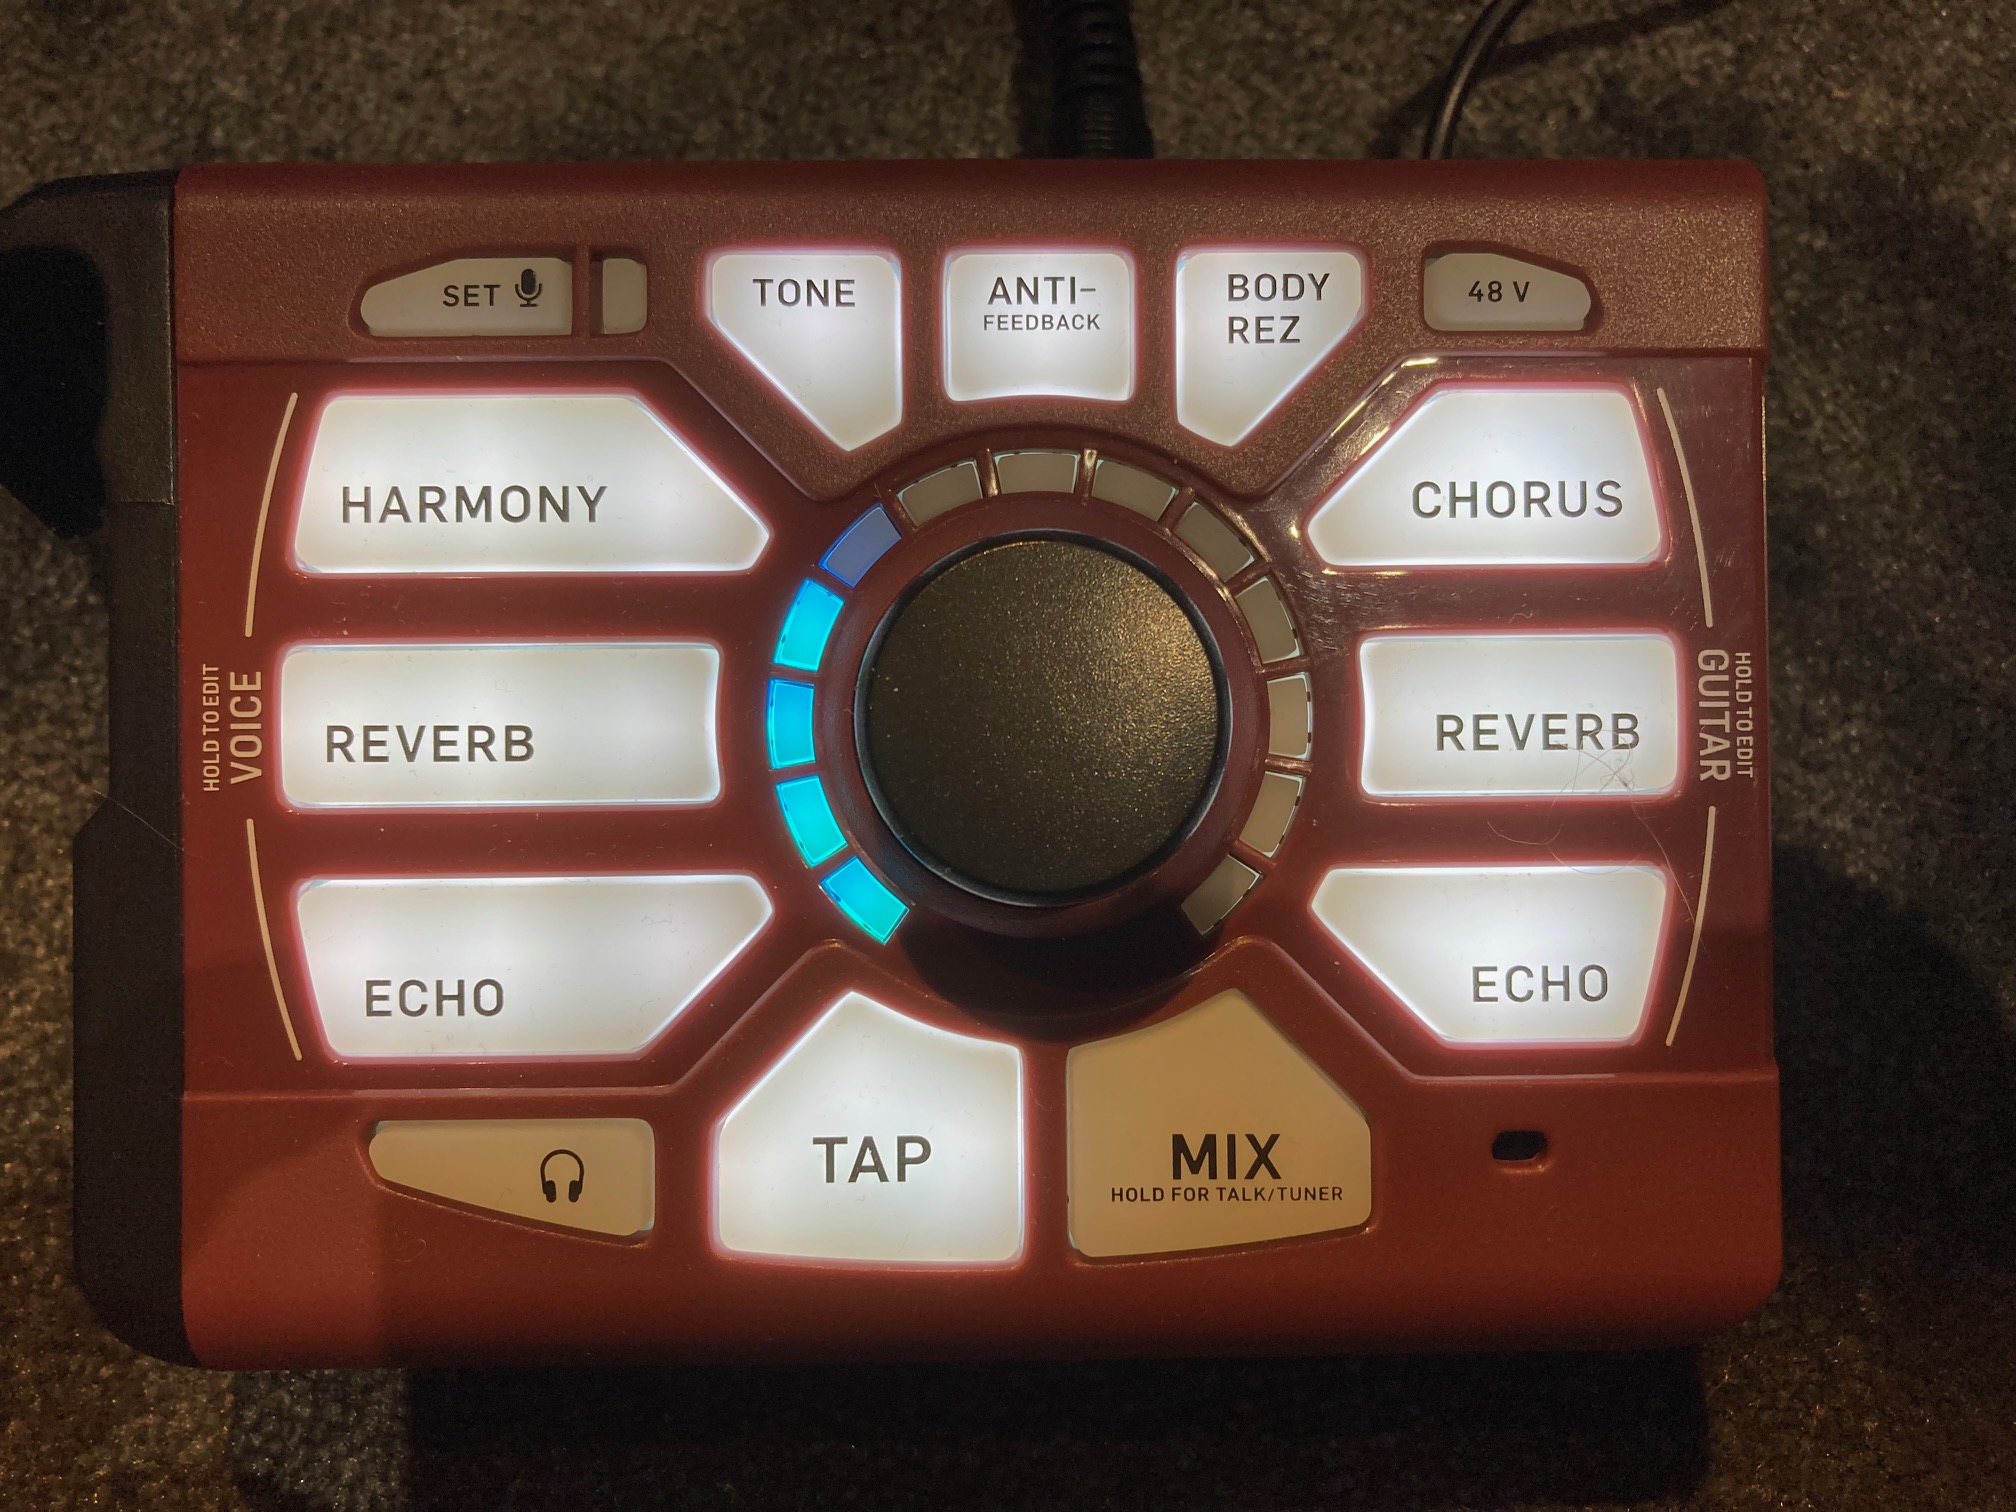 SET
TONE
ANTI-
FEEDBACK
BODY
REZ
48 V
HARMONY
CHORUS
HOLD TO EDIT
VOICE
REVERB
REVERB
HOLD TO EDIT
GUITAR
ECHO
ECHO
TAP
MIX
HOLD FOR TALK/TUNER